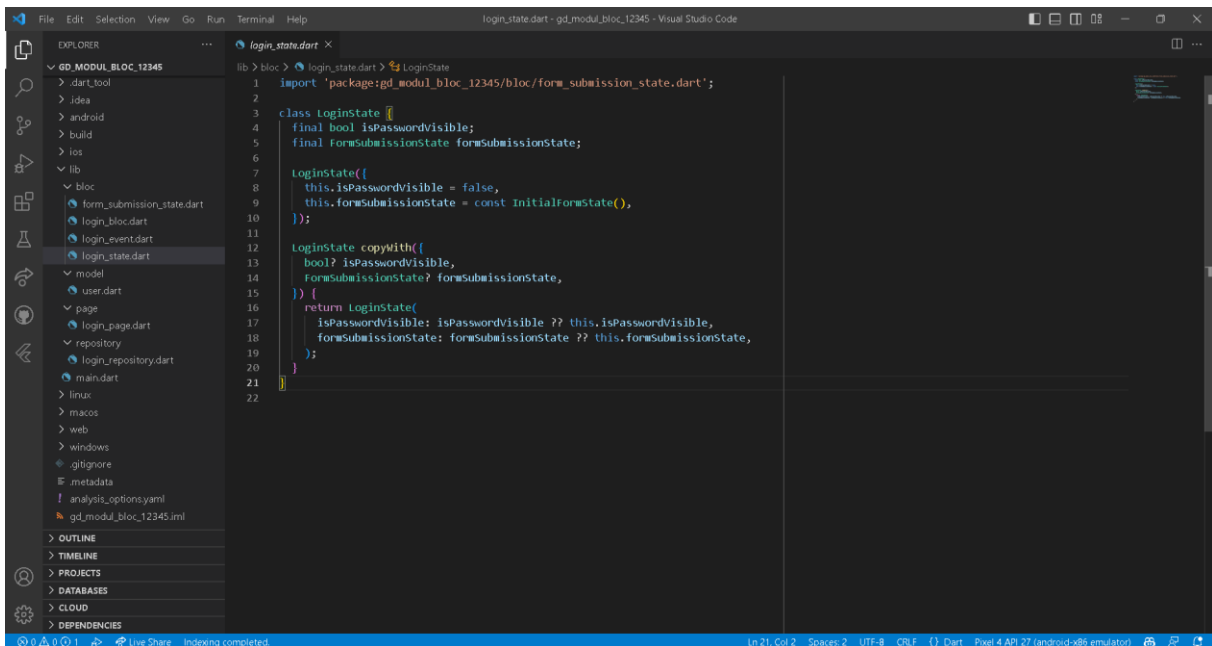 File Edit Selection View Go Run Terminal Help
login_state.dart - gd_modul_bloc_12345 - Visual Studio Code
EXPLORER
GD_MODUL_BLOC_12345
.dart_tool
.idea
android
build
ios
lib
bloc
form_submission_state.dart
login_bloc.dart
login_event.dart
login_state.dart
model
user.dart
page
login_page.dart
repository
login_repository.dart
main.dart
linux
macos
web
windows
.gitignore
.metadata
analysis_options.yaml
gd_modul_bloc_12345.iml
OUTLINE
TIMELINE
PROJECTS
DATABASES
CLOUD
DEPENDENCIES
login_state.dart
lib > bloc > login_state.dart > LoginState
1 import 'package:gd_modul_bloc_12345/bloc/form_submission_state.dart';
2
3 class LoginState {
4 final bool isPasswordVisible;
5 final FormSubmissionState formSubmissionState;
6
7 LoginState({
8 this.isPasswordVisible = false,
9 this.formSubmissionState = const InitialFormState(),
10 });
11
12 LoginState copyWith({
13 bool? isPasswordVisible,
14 FormSubmissionState? formSubmissionState,
15 }) {
16 return LoginState(
17 isPasswordVisible: isPasswordVisible ?? this.isPasswordVisible,
18 formSubmissionState: formSubmissionState ?? this.formSubmissionState,
19 );
20 }
21 }
22
0 0 1 Live Share Indexing completed. Ln 21, Col 2 Spaces: 2 UTF-8 CRLF {} Dart Pixel 4 API 27 (android-x86 emulator)